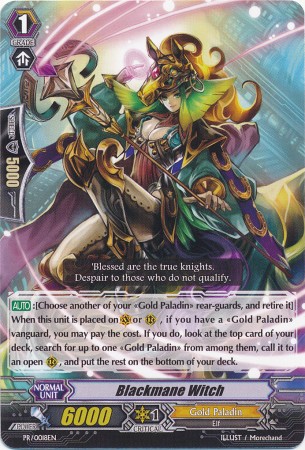 1
GRADE
5000
'Blessed are the true knights.
Despair to those who do not qualify.
AUTO:[Choose another of your «Gold Paladin» rear-guards, and retire it]
When this unit is placed on or , if you have a «Gold Paladin»
vanguard, you may pay the cost. If you do, look at the top card of your
deck, search for up to one «Gold Paladin» from among them, call it to
an open , and put the rest on the bottom of your deck.
NORMAL
UNIT
Blackmane Witch
6000
1
CRITICAL
Gold Paladin
Elf
PR/0018EN
ILLUST / Morechand